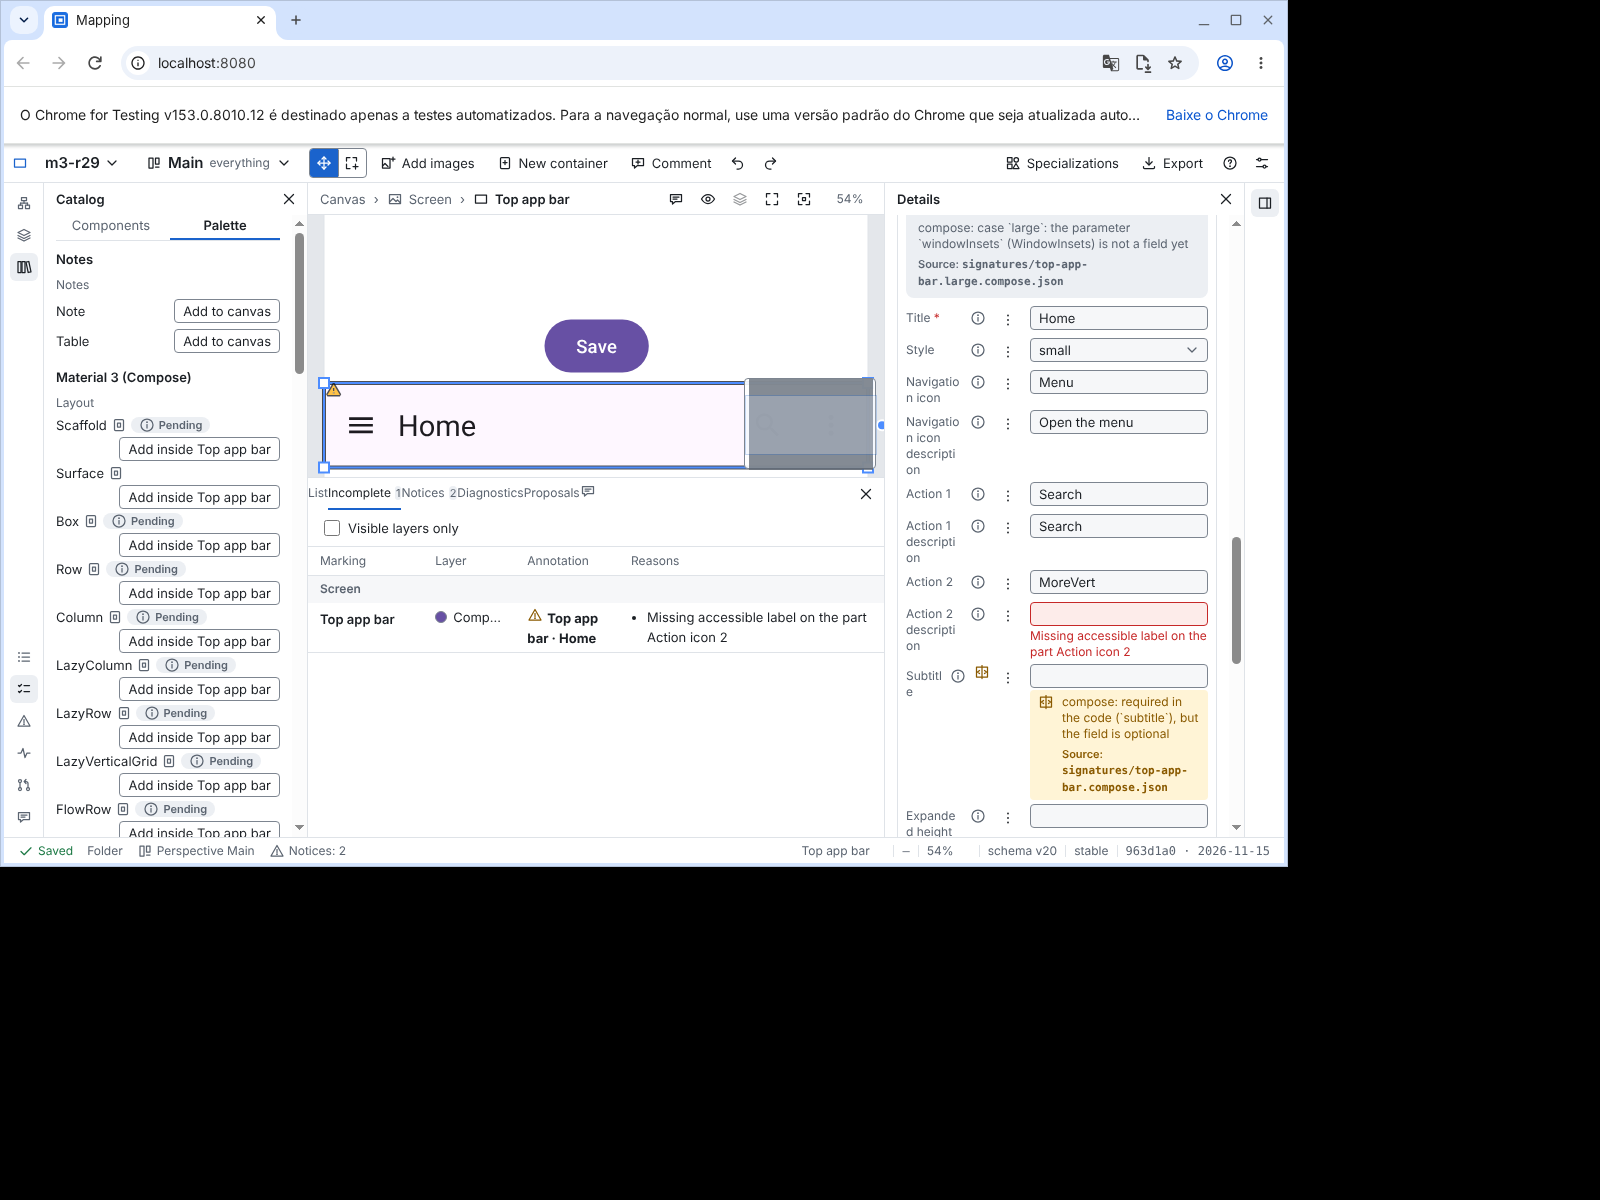 Mapping
localhost:8080
O Chrome for Testing v153.0.8010.12 é destinado apenas a testes automatizados. Para a navegação normal, use uma versão padrão do Chrome que seja atualizada auto...
Baixe o Chrome
m3-r29
Main everything
Add images
New container
Comment
Specializations
Export
Catalog
Components
Palette
Notes
Notes
Note
Add to canvas
Table
Add to canvas
Material 3 (Compose)
Layout
Scaffold
Pending
Add inside Top app bar
Surface
Add inside Top app bar
Box
Pending
Add inside Top app bar
Row
Pending
Add inside Top app bar
Column
Pending
Add inside Top app bar
LazyColumn
Pending
Add inside Top app bar
LazyRow
Pending
Add inside Top app bar
LazyVerticalGrid
Pending
Add inside Top app bar
FlowRow
Pending
Add inside Top app bar
Canvas
Screen
Top app bar
54%
Save
Home
List
Incomplete 1
Notices 2
Diagnostics
Proposals
Visible layers only
Marking
Layer
Annotation
Reasons
Screen
Top app bar
Comp...
Top app
bar · Home
• Missing accessible label on the part
Action icon 2
Details
compose: case `large`: the parameter
`windowInsets` (WindowInsets) is not a field yet
Source: signatures/top-app-
bar.large.compose.json
Title *
Home
Style
small
Navigatio
n icon
Menu
Navigatio
n icon
descripti
on
Open the menu
Action 1
Search
Action 1
descripti
on
Search
Action 2
MoreVert
Action 2
descripti
on
Missing accessible label on the
part Action icon 2
Subtitl
e
compose: required in
the code (`subtitle`), but
the field is optional
Source:
signatures/top-app-
bar.compose.json
Expande
d height
Saved
Folder
Perspective Main
Notices: 2
Top app bar
—
54%
schema v20
stable
963d1a0 · 2026-11-15